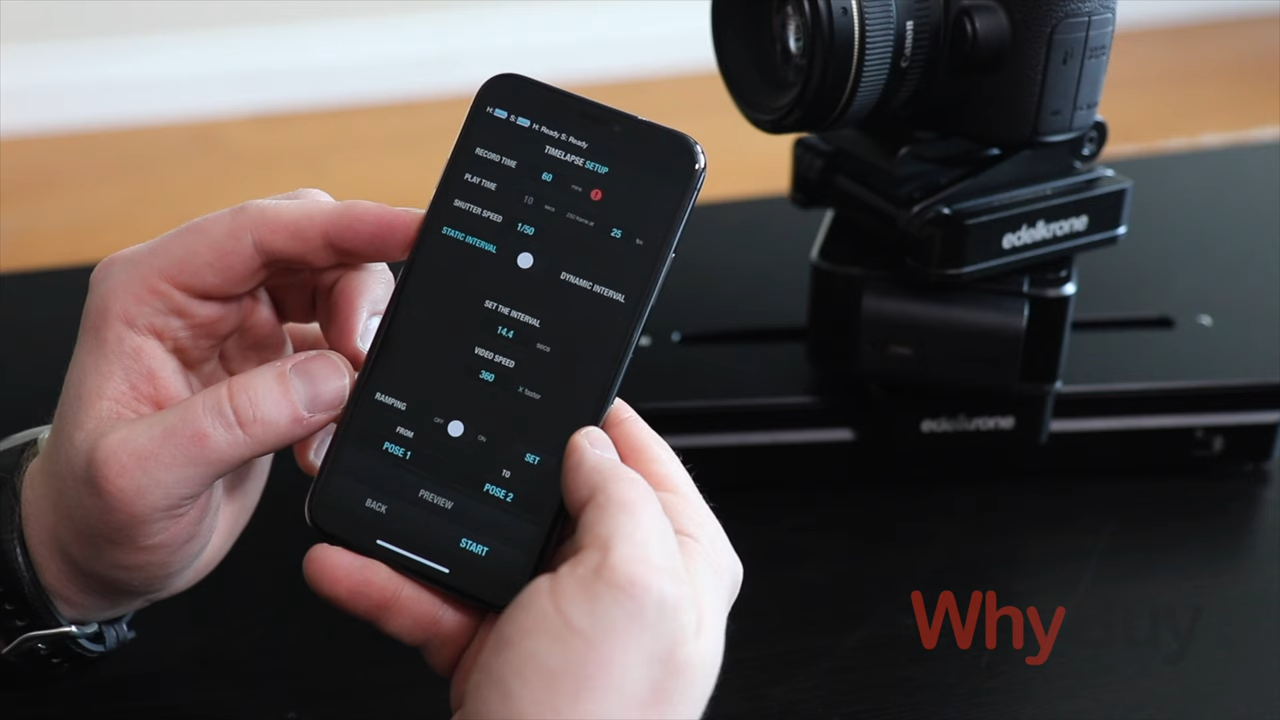 H: S: H: Ready S: Ready
TIMELAPSE SETUP
RECORD TIME 60 mins !
PLAY TIME 10 secs 250 frame at 25 fps
SHUTTER SPEED 1/50
STATIC INTERVAL DYNAMIC INTERVAL
SET THE INTERVAL
14.4 secs
VIDEO SPEED
360 X faster
RAMPING OFF ON SET
FROM TO
POSE 1 POSE 2
PREVIEW
BACK START
Canon
edelkrone
edelkrone
Why Buy